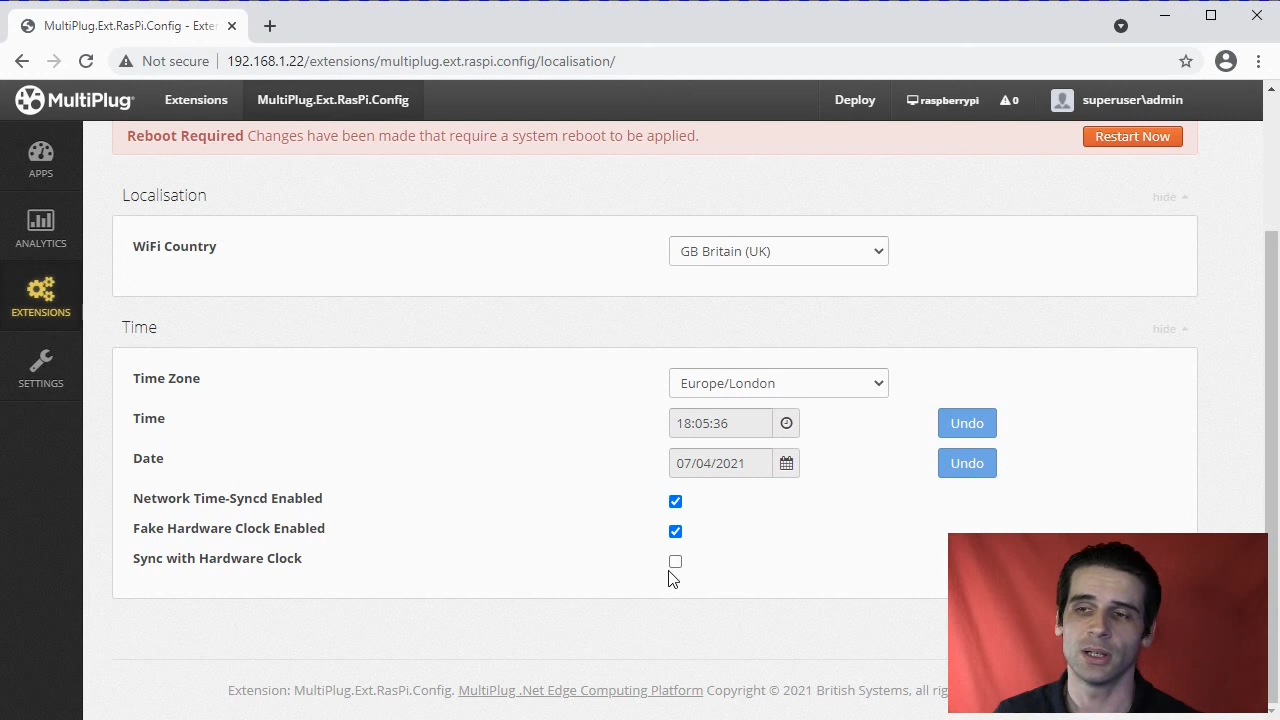 MultiPlug.Ext.RasPi.Config - Exte
Not secure 192.168.1.22/extensions/multiplug.ext.raspi.config/localisation/
MultiPlug Extensions MultiPlug.Ext.RasPi.Config Deploy raspberrypi 0 superuser\admin
APPS
ANALYTICS
EXTENSIONS
SETTINGS
Reboot Required Changes have been made that require a system reboot to be applied. Restart Now
Localisation hide
WiFi Country GB Britain (UK)
Time hide
Time Zone Europe/London
Time 18:05:36 Undo
Date 07/04/2021 Undo
Network Time-Syncd Enabled
Fake Hardware Clock Enabled
Sync with Hardware Clock
Extension: MultiPlug.Ext.RasPi.Config. MultiPlug .Net Edge Computing Platform Copyright © 2021 British Systems, all rig